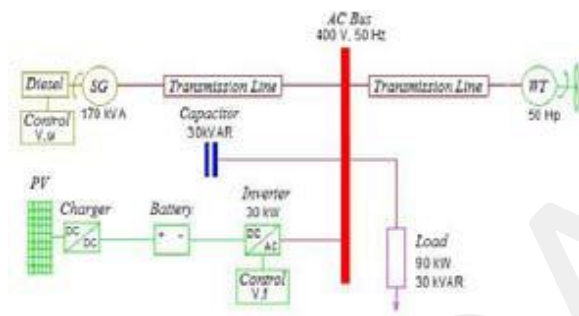 AC Bus
400 V, 50 Hz
Diesel
SG
Transmission Line
Transmission Line
WT
Control
V,ω
170 kVA
50 Hp
Capacitor
30kVAR
PV
Charger
Battery
Inverter
30 kW
DC
DC
+ -
DC
AC
Control
V,f
Load
90 kW
30 kVAR